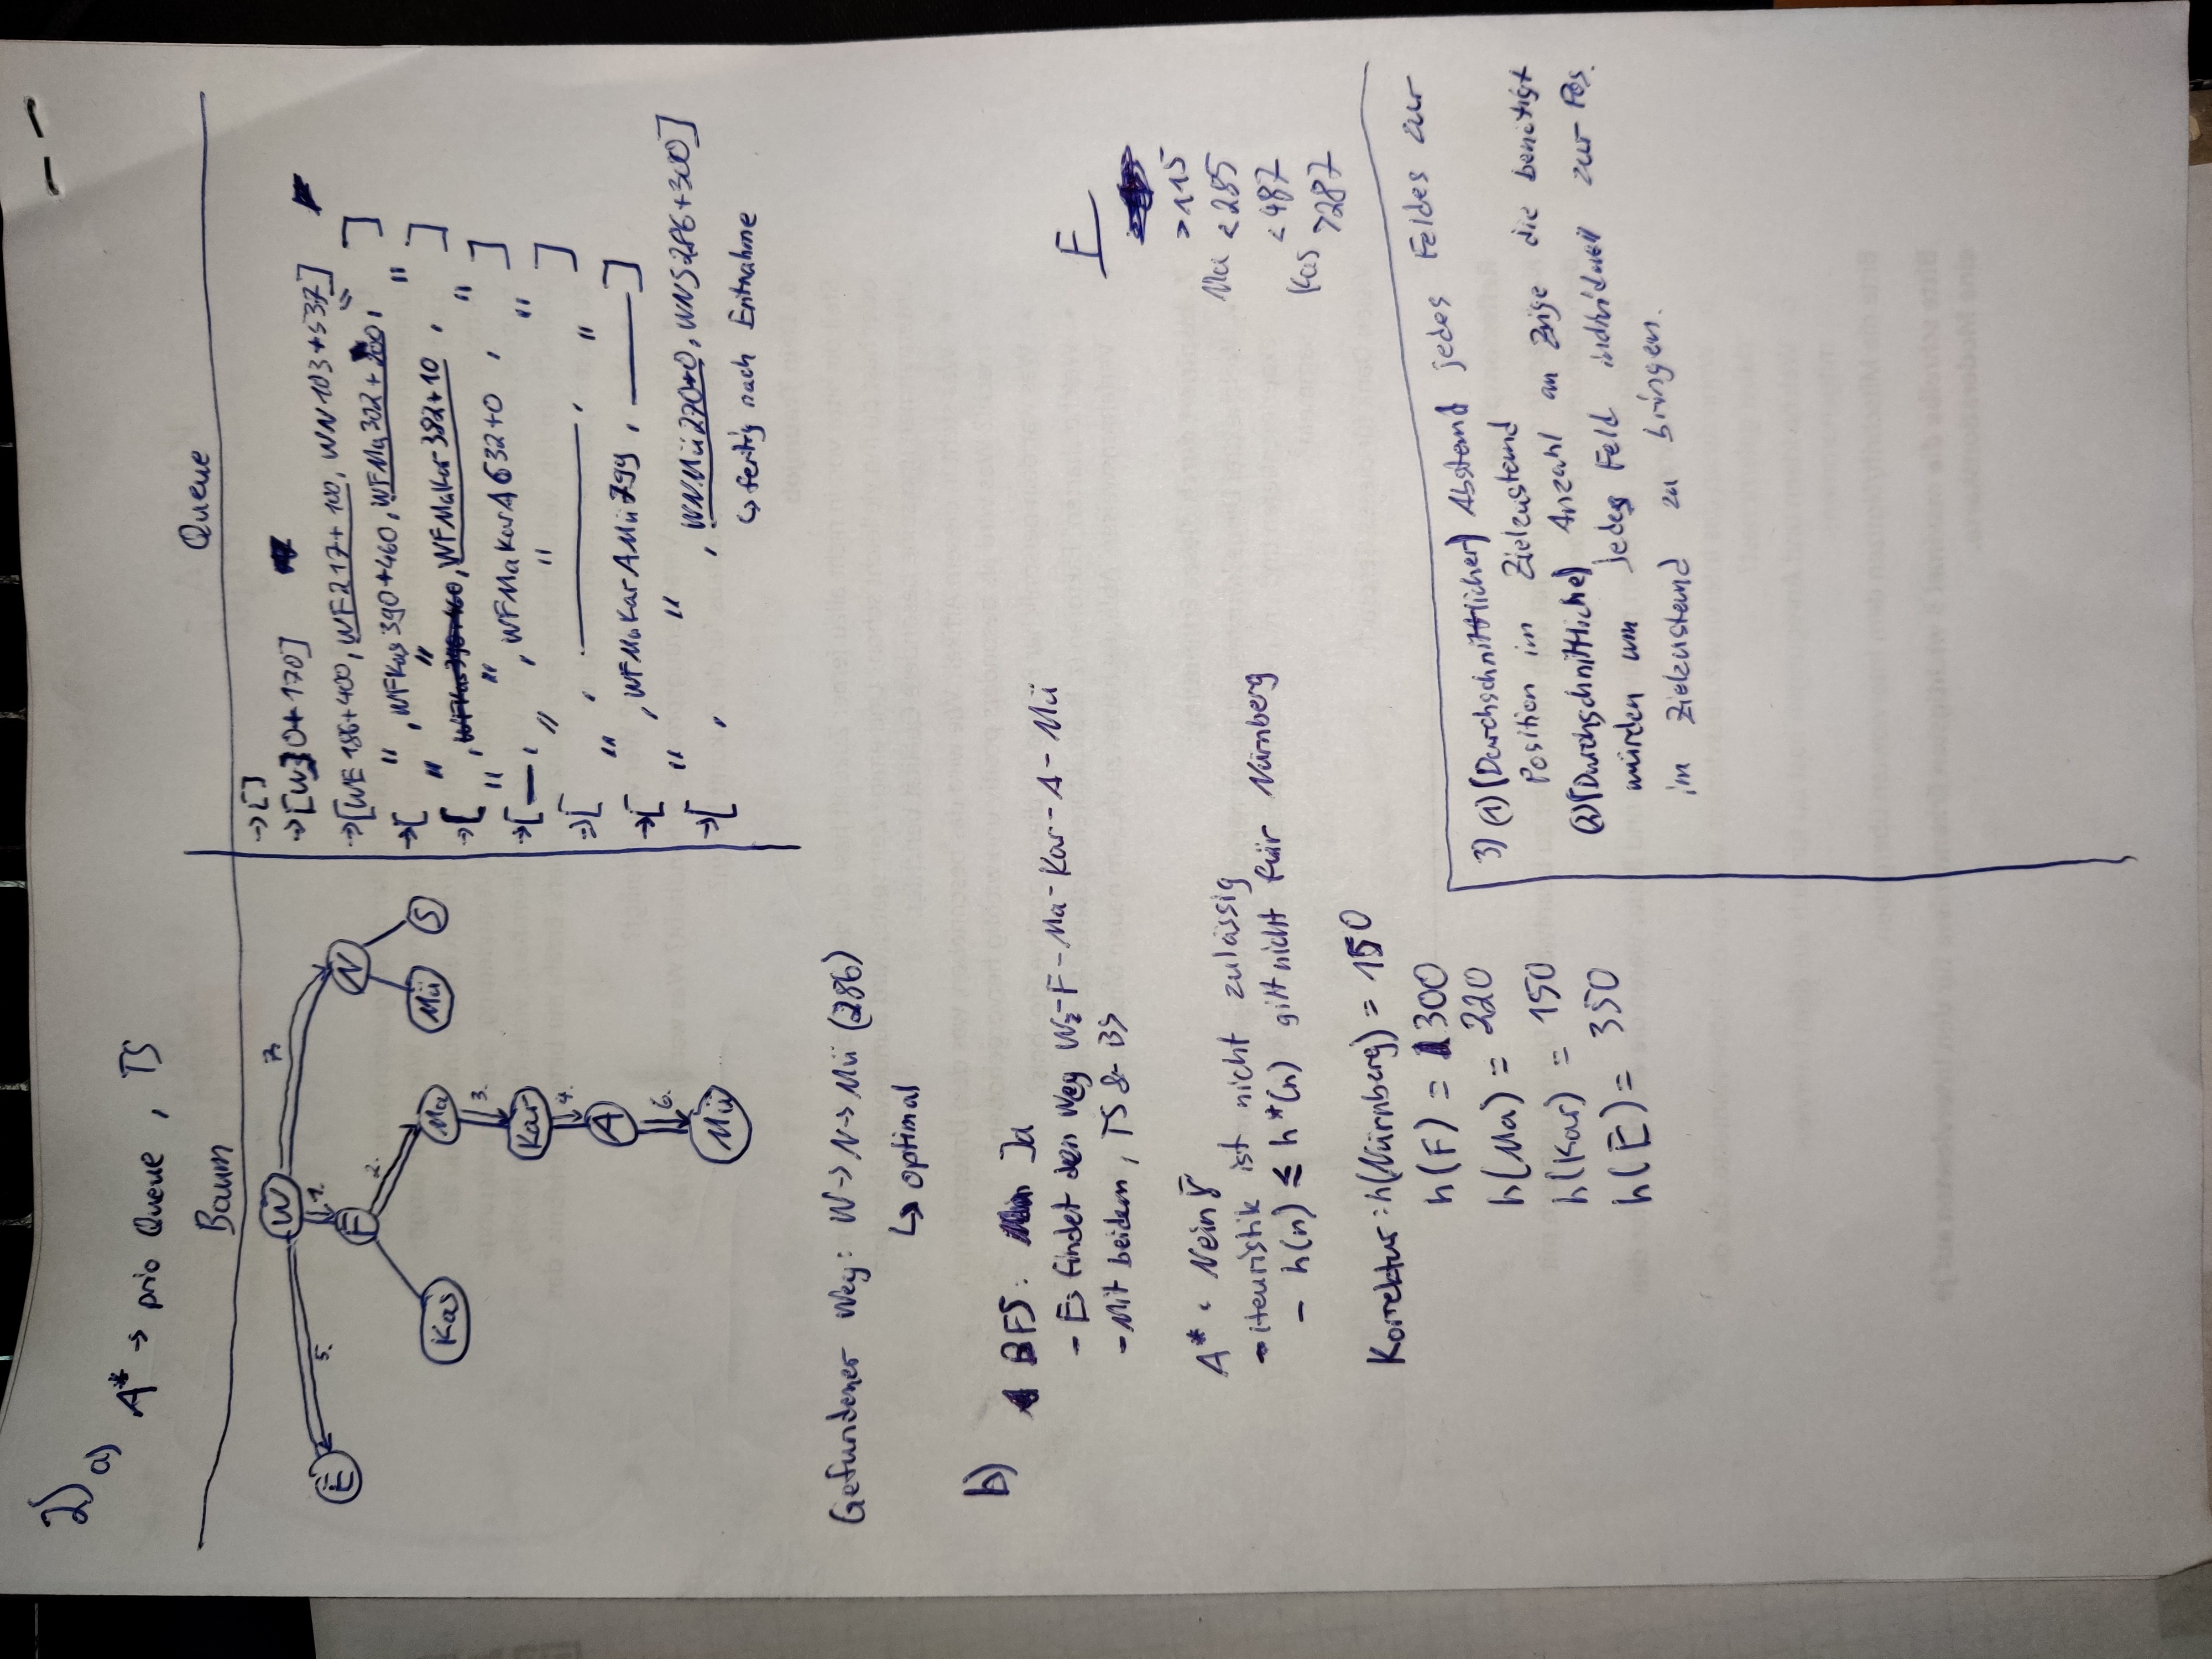 2)
a)
A* → prio Queue, TS
Baum
W
7.
5.
1.
E
F
N
2.
Kas
Ma
Mü
S
3.
Kar
4.
A
6.
Mü
Queue
→[]
→[W 0+170]
→[WE 186+400, WF 217+100, WN 103+537]
→[ " , WFKas 390+460, WFMa 302+200, " ]
→[ " , " , WFMaKar 382+10, " ]
→[ — , " , WFMaKarA 632+0 , " ]
→[ " , " , " ]
→[ " , WFMaKarAMü 799 , — ]
→[ " , " , WNMü 270+0, WNS 286+300]
↳ fertig nach Entnahme
Gefundener Weg: W→N→Mü (286)
↳ optimal
b)
BFS: Ja
- Es findet den Weg W-F-Ma-Kar-A-Mü
- Mit beidem, TS & BS
A*: Nein
- Heuristik ist nicht zulässig
- h(n) ≤ h*(n) gilt nicht für Nürnberg
Korrektur: h(Nürnberg) = 150
h(F) = 300
h(Ma) = 220
h(Kar) = 150
h(E) = 350
F
>115
Ma <285
<487
Kas >287
3) (1) (Durchschnittlicher) Abstand jedes Feldes zur
Position im Zielzustand
(2) (Durchschnittliche) Anzahl an Züge die benötigt
würden um jedes Feld individuell zur Pos.
im Zielzustand zu bringen.